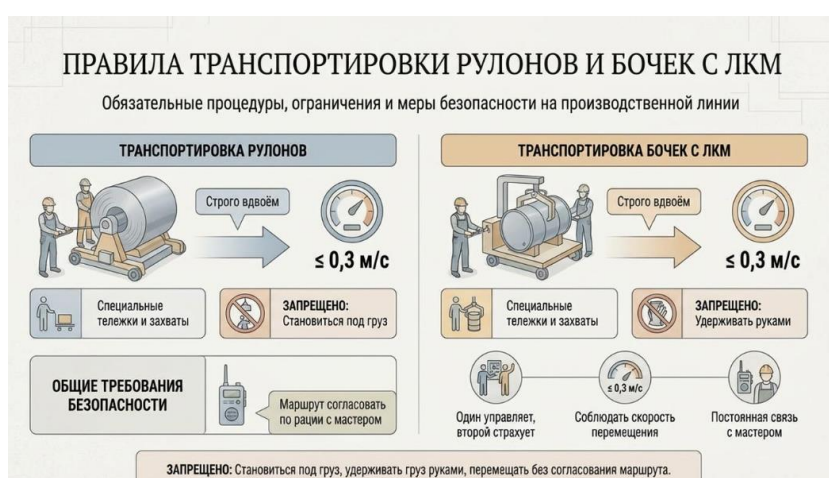 ПРАВИЛА ТРАНСПОРТИРОВКИ РУЛОНОВ И БОЧЕК С ЛКМ
Обязательные процедуры, ограничения и меры безопасности на производственной линии
ТРАНСПОРТИРОВКА РУЛОНОВ
Строго вдвоём
≤ 0,3 м/с
Специальные
тележки и захваты
ЗАПРЕЩЕНО:
Становиться под груз
ТРАНСПОРТИРОВКА БОЧЕК С ЛКМ
Строго вдвоём
≤ 0,3 м/с
Специальные
тележки и захваты
ЗАПРЕЩЕНО:
Удерживать руками
ОБЩИЕ ТРЕБОВАНИЯ
БЕЗОПАСНОСТИ
Маршрут согласовать
по рации с мастером
Один управляет,
второй страхует
≤ 0,3 м/с
Соблюдать скорость
перемещения
Постоянная связь
с мастером
ЗАПРЕЩЕНО: Становиться под груз, удерживать груз руками, перемещать без согласования маршрута.